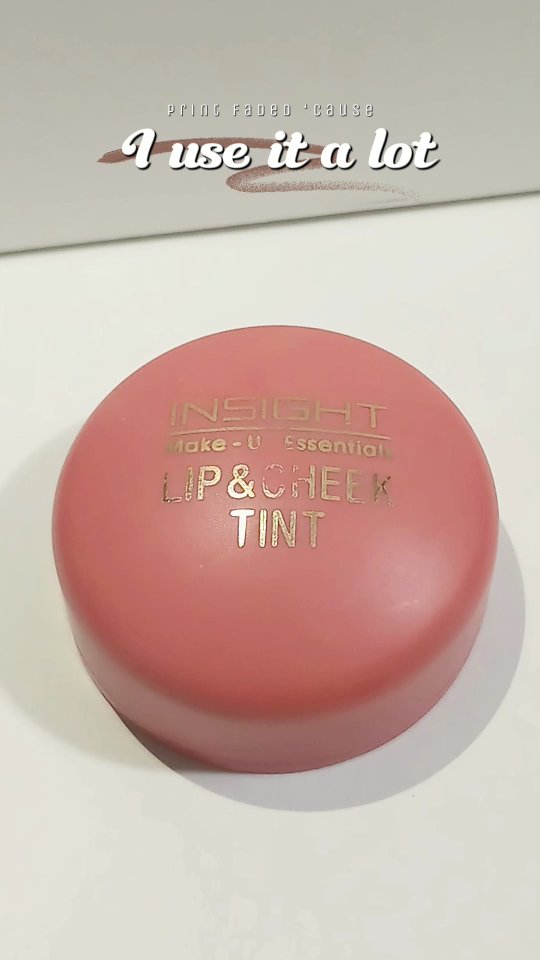 Print Faded 'cause
I use it a lot
INSIGHT
Make-U Essentials
LIP & CHEEK
TINT